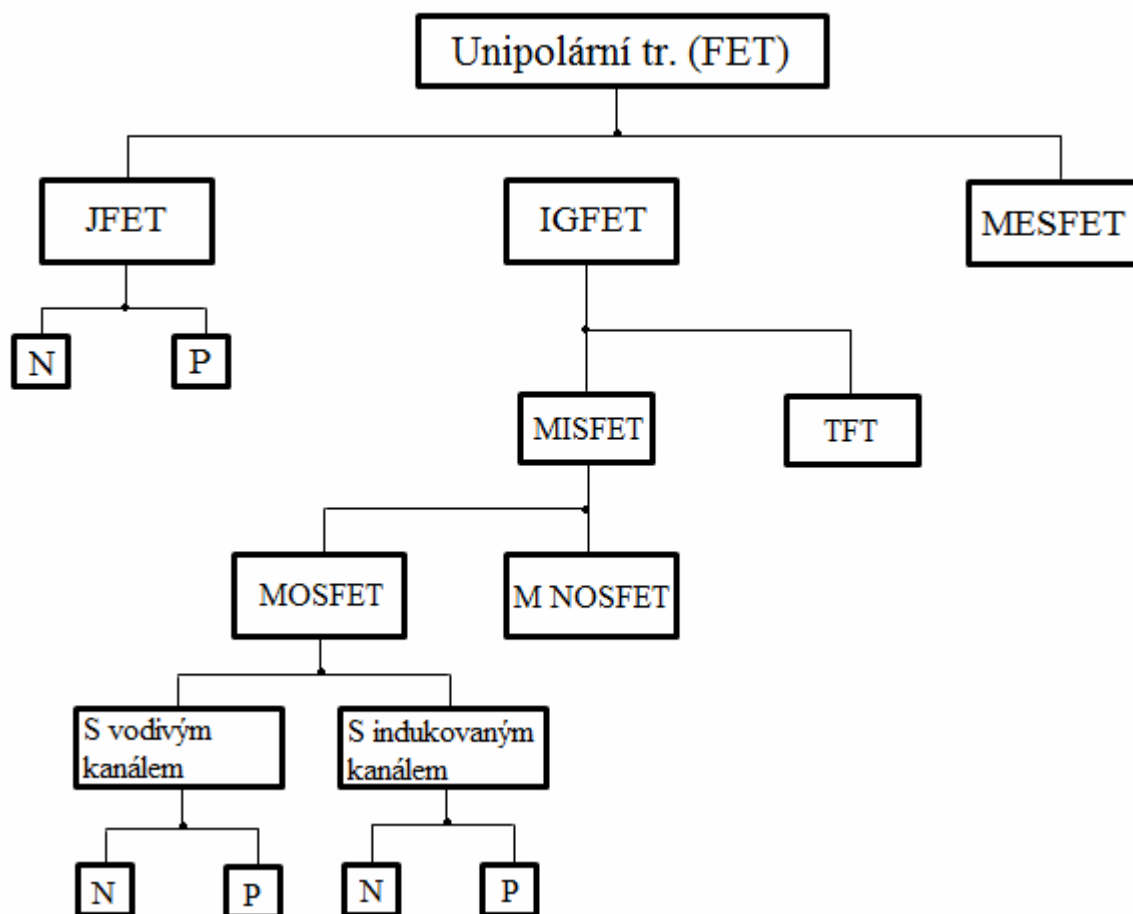 Unipolární tr. (FET)
JFET
IGFET
MESFET
N
P
MISFET
TFT
MOSFET
M NOSFET
S vodivým
kanálem
S indukovaným
kanálem
N
P
N
P